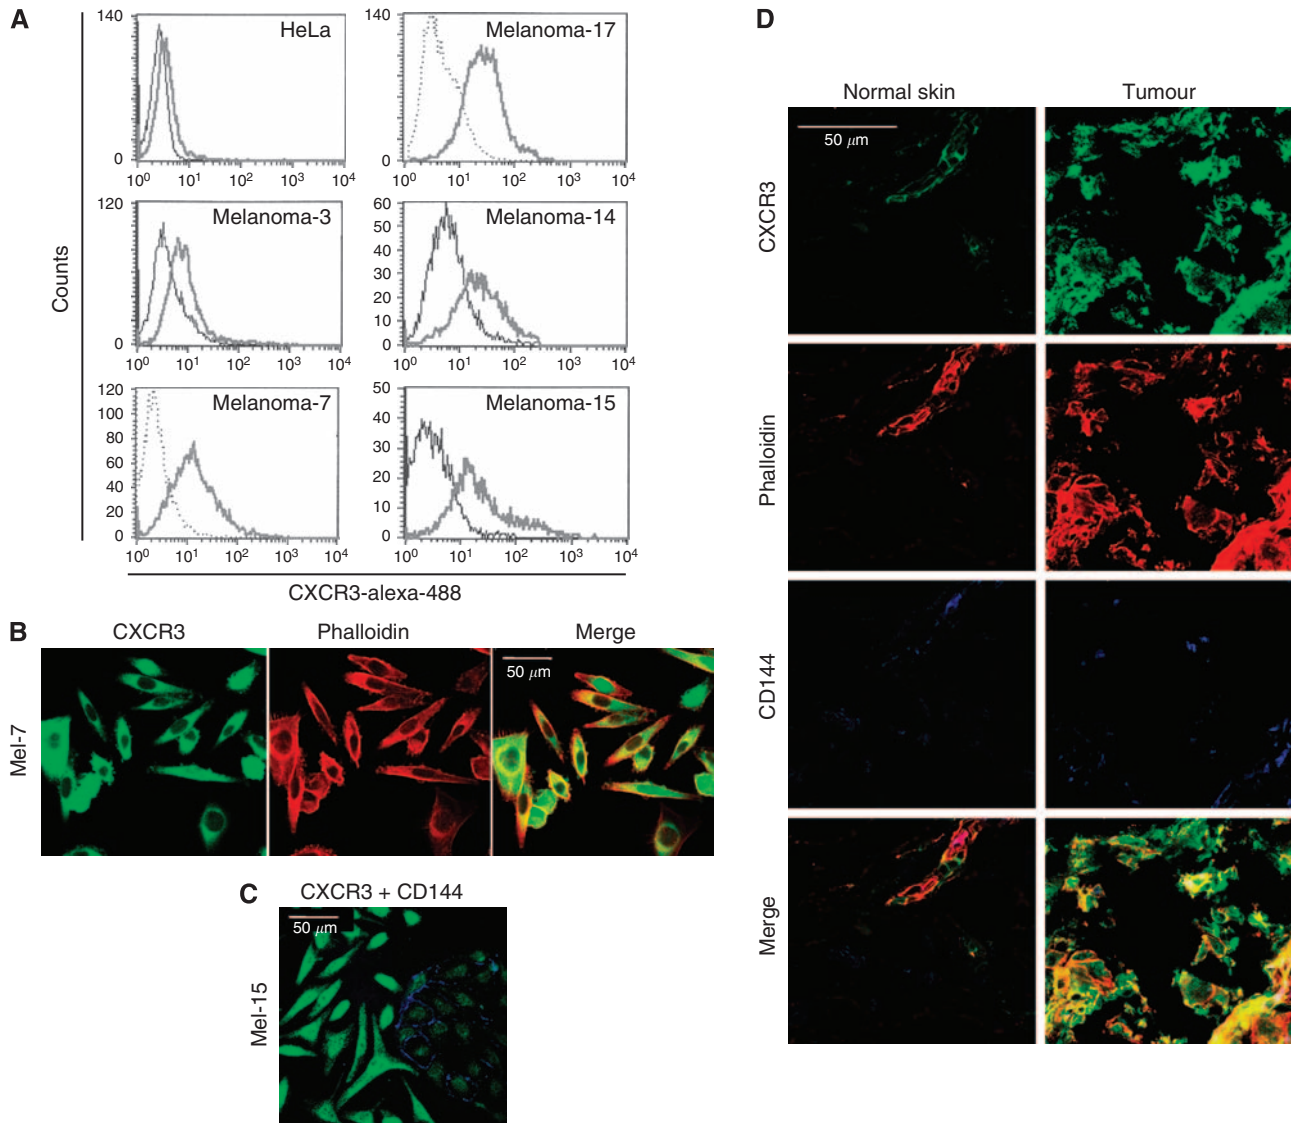 A
Counts
140
0
HeLa
10⁰ 10¹ 10² 10³ 10⁴
140
0
Melanoma-17
10⁰ 10¹ 10² 10³ 10⁴
120
0
Melanoma-3
10⁰ 10¹ 10² 10³ 10⁴
60
50
40
30
20
10
0
Melanoma-14
10⁰ 10¹ 10² 10³ 10⁴
120
100
80
60
40
20
0
Melanoma-7
10⁰ 10¹ 10² 10³ 10⁴
50
40
30
20
10
0
Melanoma-15
10⁰ 10¹ 10² 10³ 10⁴
CXCR3-alexa-488
B
CXCR3 Phalloidin Merge
Mel-7
50 μm
C
CXCR3 + CD144
Mel-15
50 μm
D
Normal skin Tumour
CXCR3
50 μm
Phalloidin
CD144
Merge